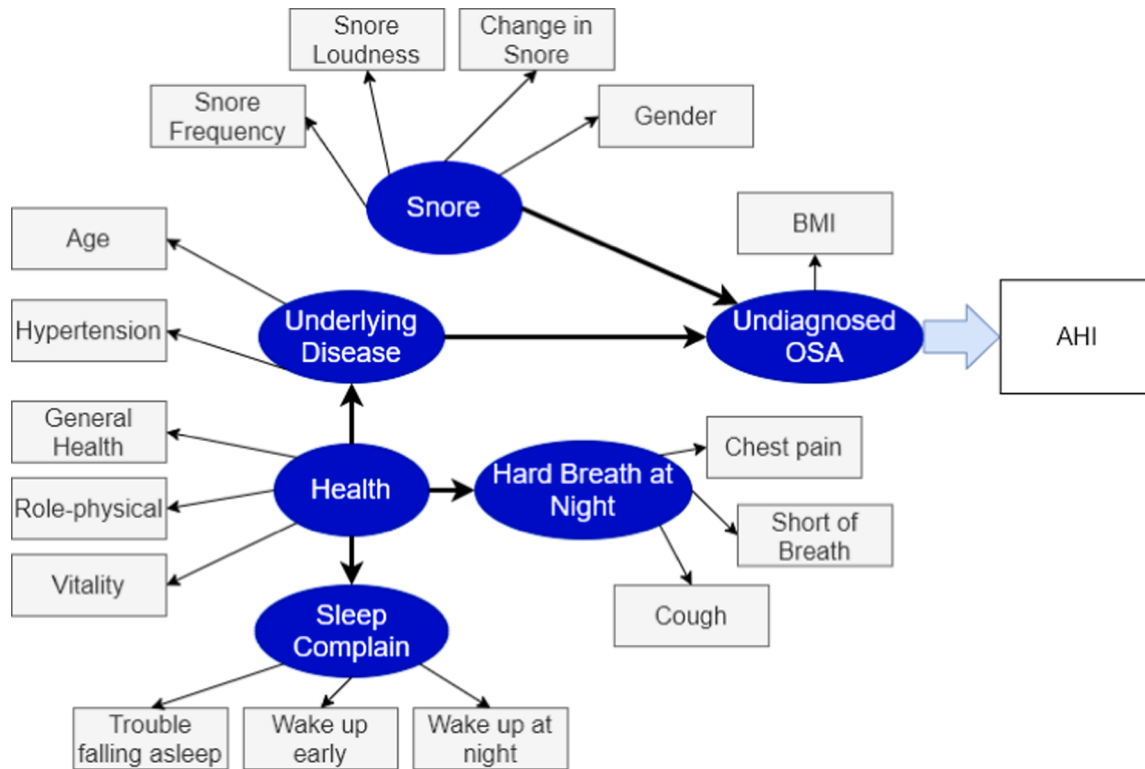 Snore
Loudness
Change in
Snore
Snore
Frequency
Gender
Snore
Age
BMI
Hypertension
Underlying
Disease
Undiagnosed
OSA
AHI
General
Health
Role-physical
Vitality
Health
Hard Breath at
Night
Chest pain
Short of
Breath
Cough
Sleep
Complain
Trouble
falling asleep
Wake up
early
Wake up at
night